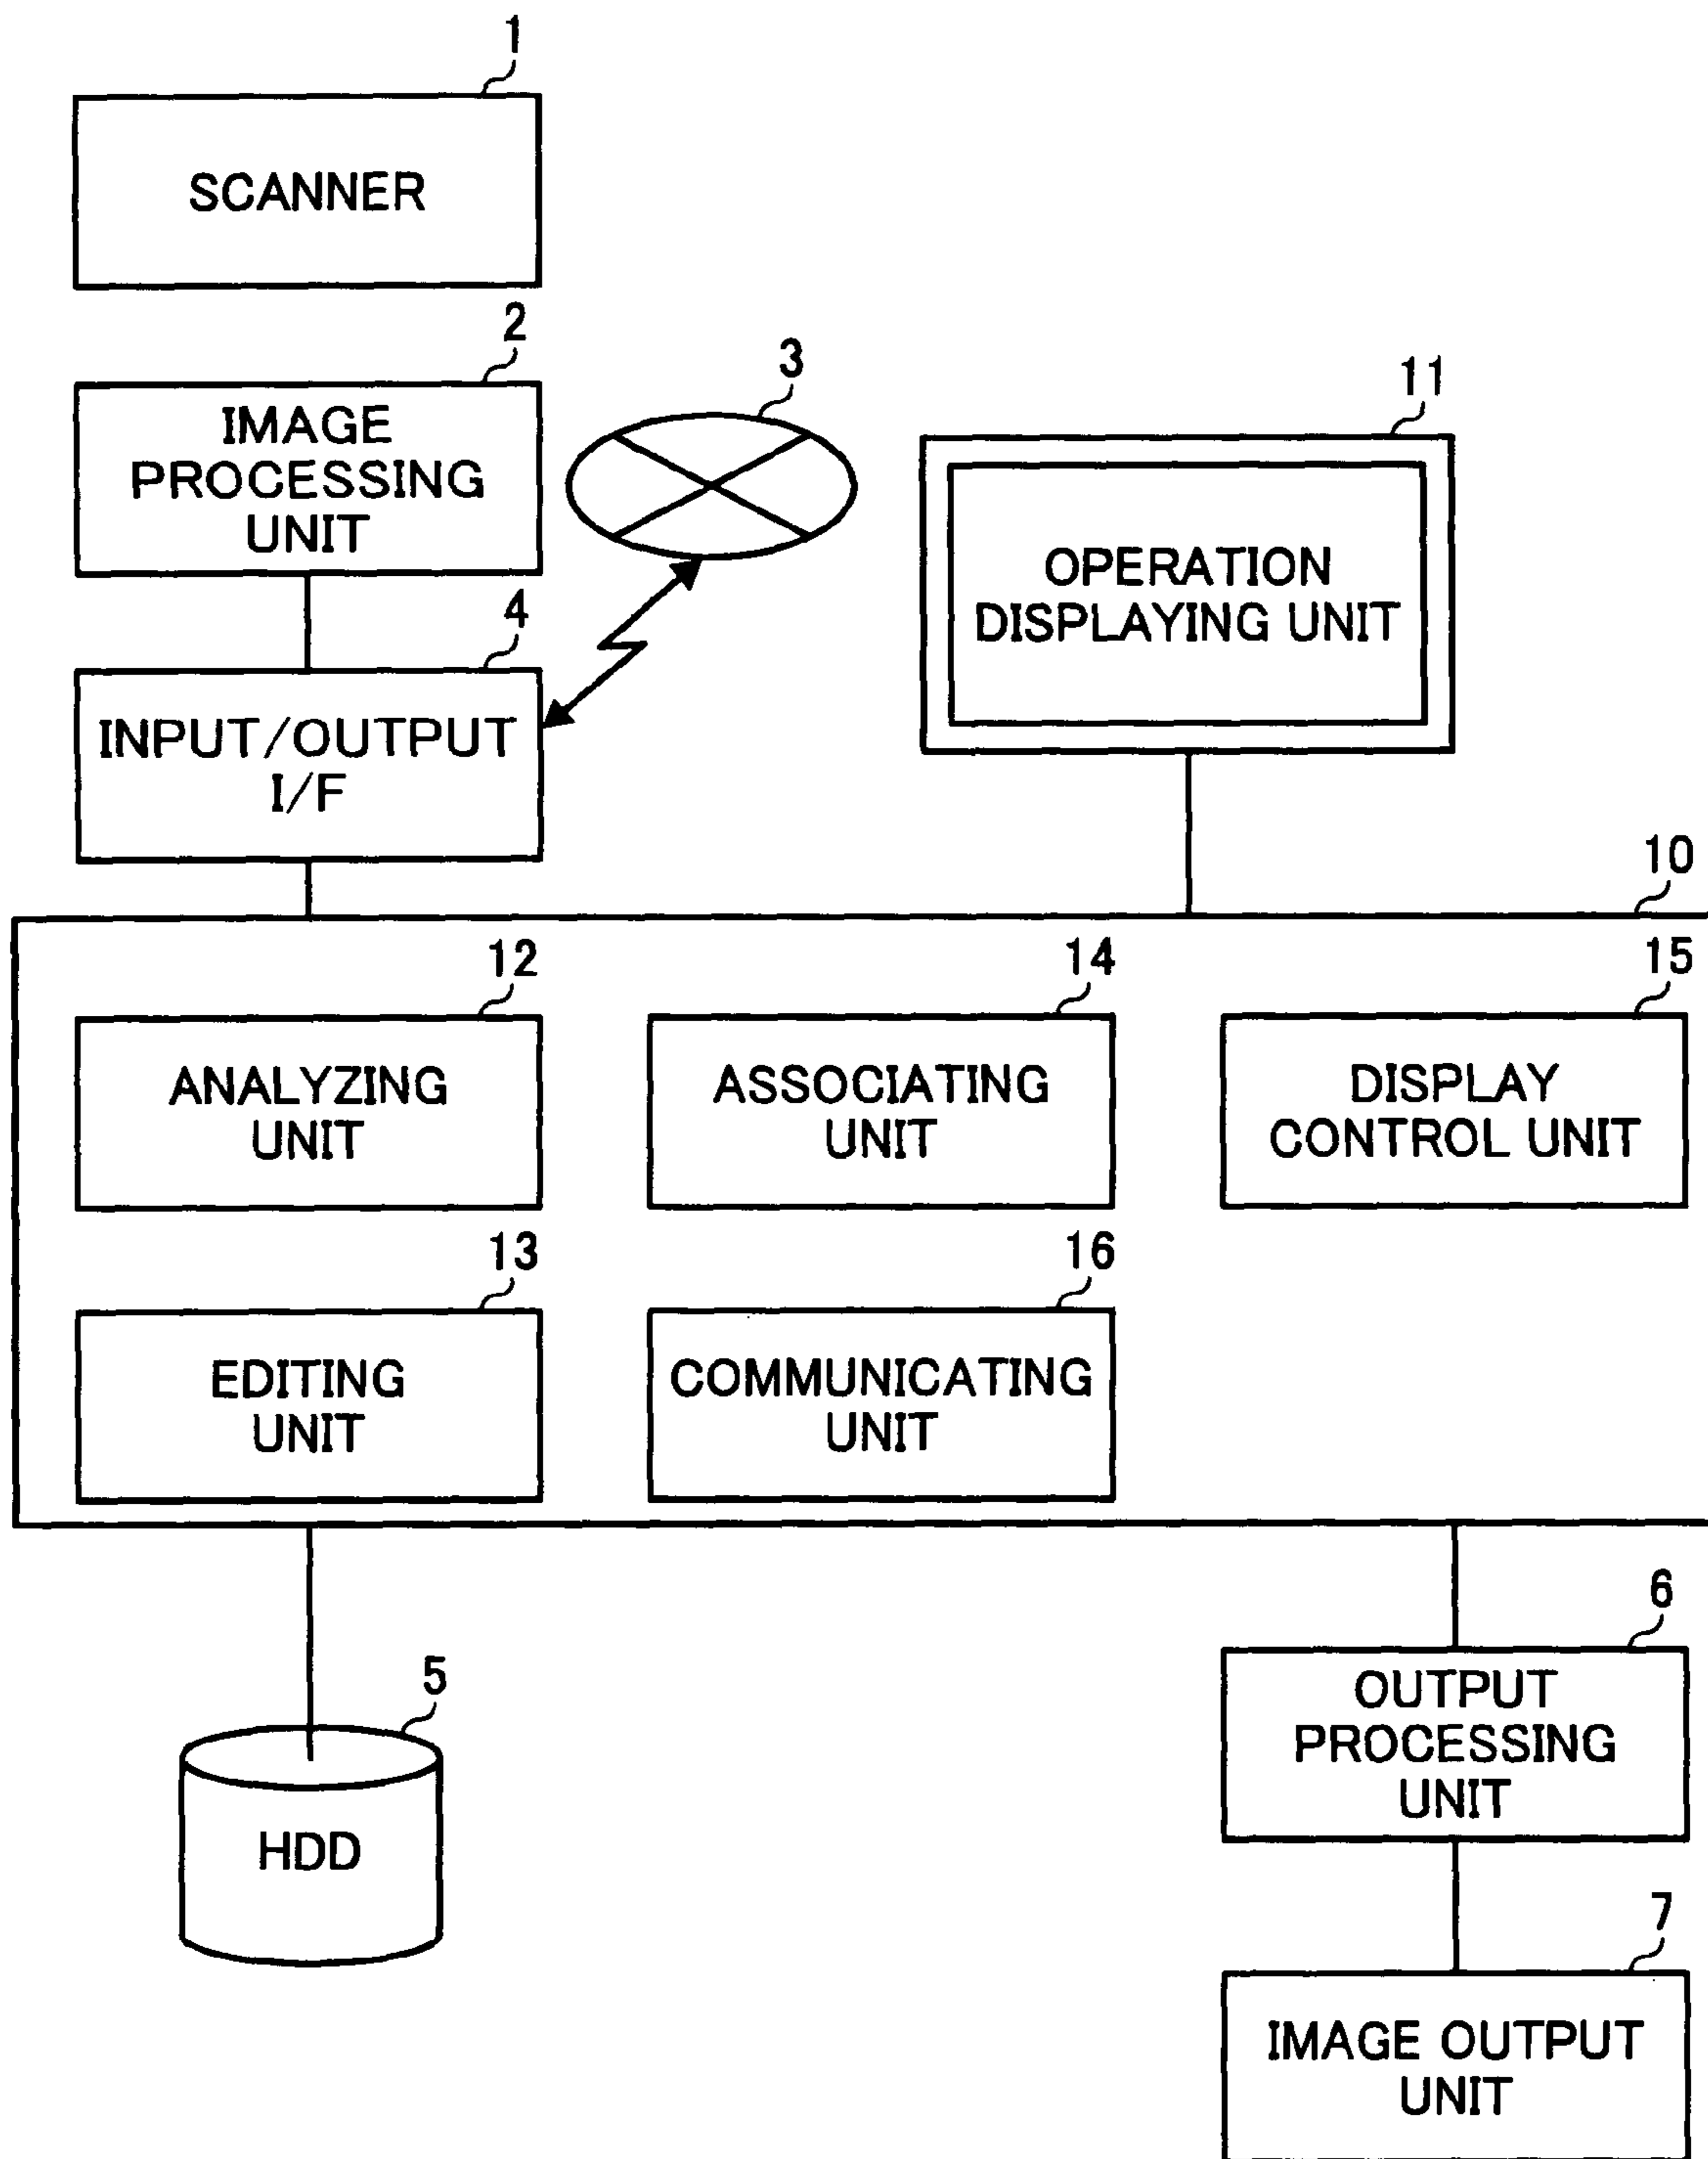 1
SCANNER
2
IMAGE
PROCESSING
UNIT
3
4
INPUT/OUTPUT
I/F
11
OPERATION
DISPLAYING UNIT
10
12
ANALYZING
UNIT
14
ASSOCIATING
UNIT
15
DISPLAY
CONTROL UNIT
13
EDITING
UNIT
16
COMMUNICATING
UNIT
5
HDD
6
OUTPUT
PROCESSING
UNIT
7
IMAGE OUTPUT
UNIT